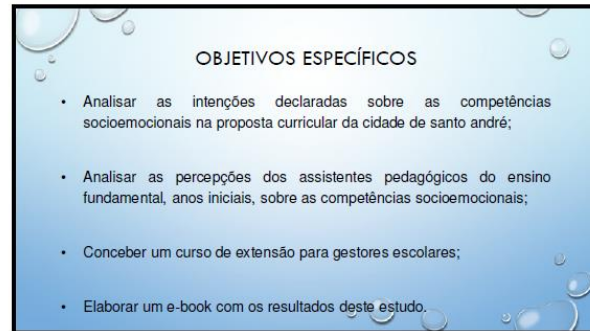 OBJETIVOS ESPECÍFICOS
• Analisar as intenções declaradas sobre as competências
socioemocionais na proposta curricular da cidade de santo andré;
• Analisar as percepções dos assistentes pedagógicos do ensino
fundamental, anos iniciais, sobre as competências socioemocionais;
• Conceber um curso de extensão para gestores escolares;
• Elaborar um e-book com os resultados deste estudo.